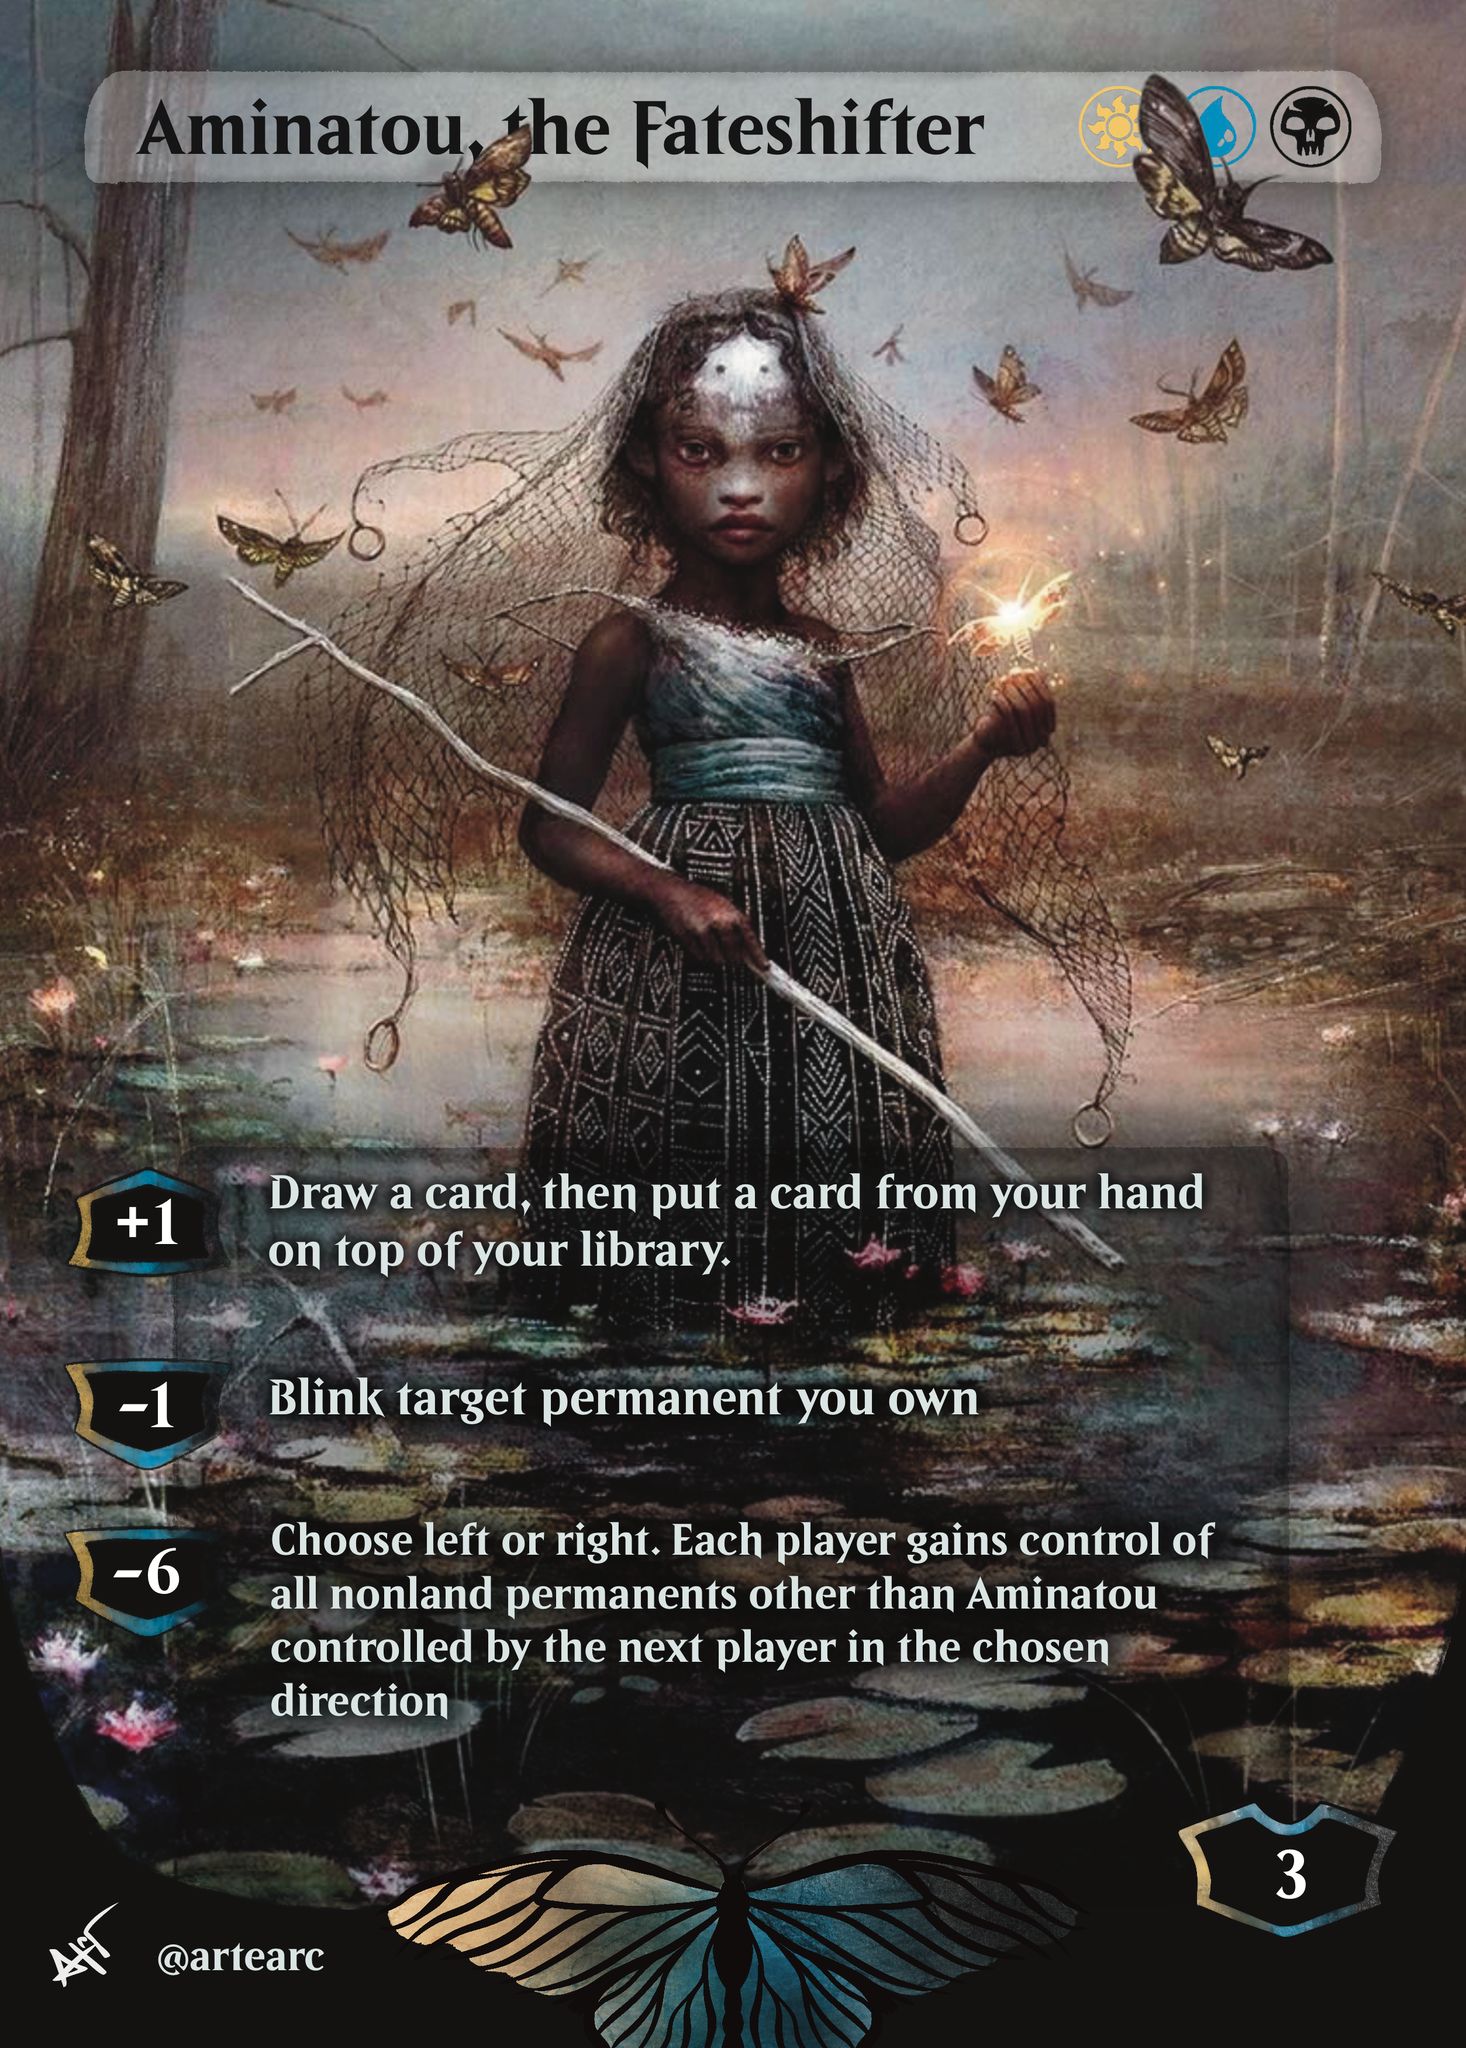 Aminatou, the Fateshifter
+1
Draw a card, then put a card from your hand
on top of your library.
-1
Blink target permanent you own
-6
Choose left or right. Each player gains control of
all nonland permanents other than Aminatou
controlled by the next player in the chosen
direction
3
@artearc